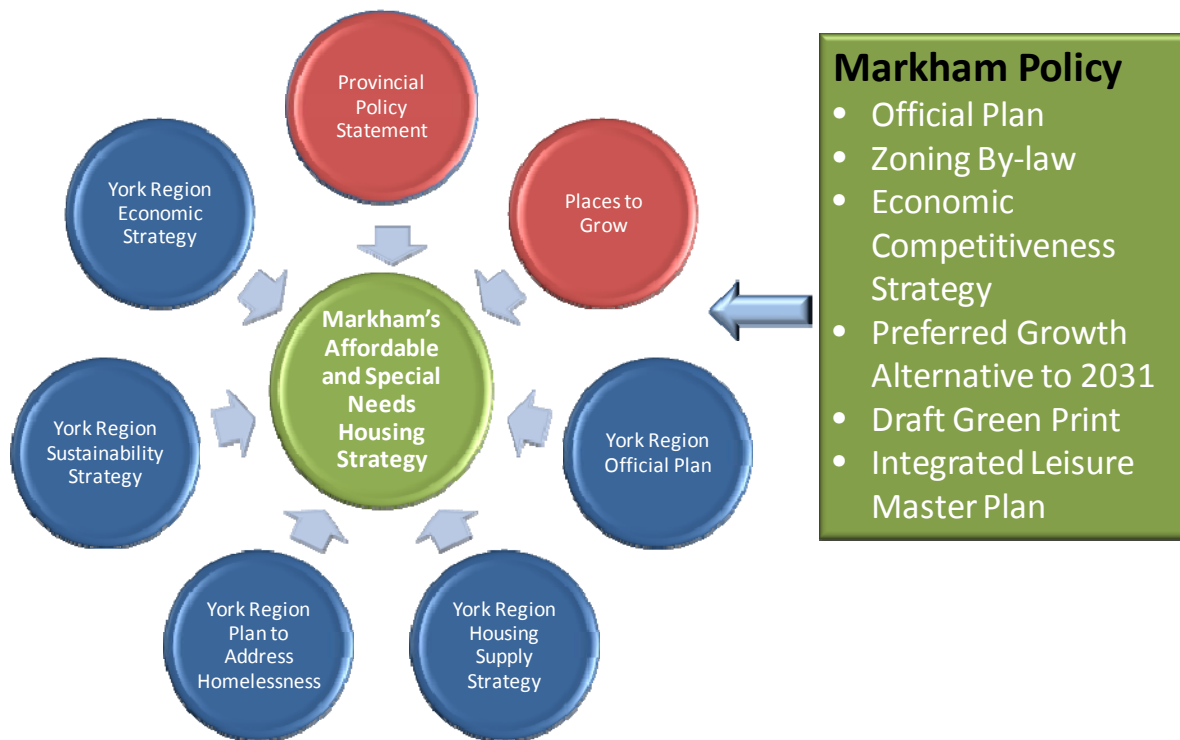 Provincial
Policy
Statement
York Region
Economic
Strategy
Places to
Grow
Markham's
Affordable
and Special
Needs
Housing
Strategy
York Region
Sustainability
Strategy
York Region
Official Plan
York Region
Plan to
Address
Homelessness
York Region
Housing
Supply
Strategy
Markham Policy
• Official Plan
• Zoning By-law
• Economic
Competitiveness
Strategy
• Preferred Growth
Alternative to 2031
• Draft Green Print
• Integrated Leisure
Master Plan